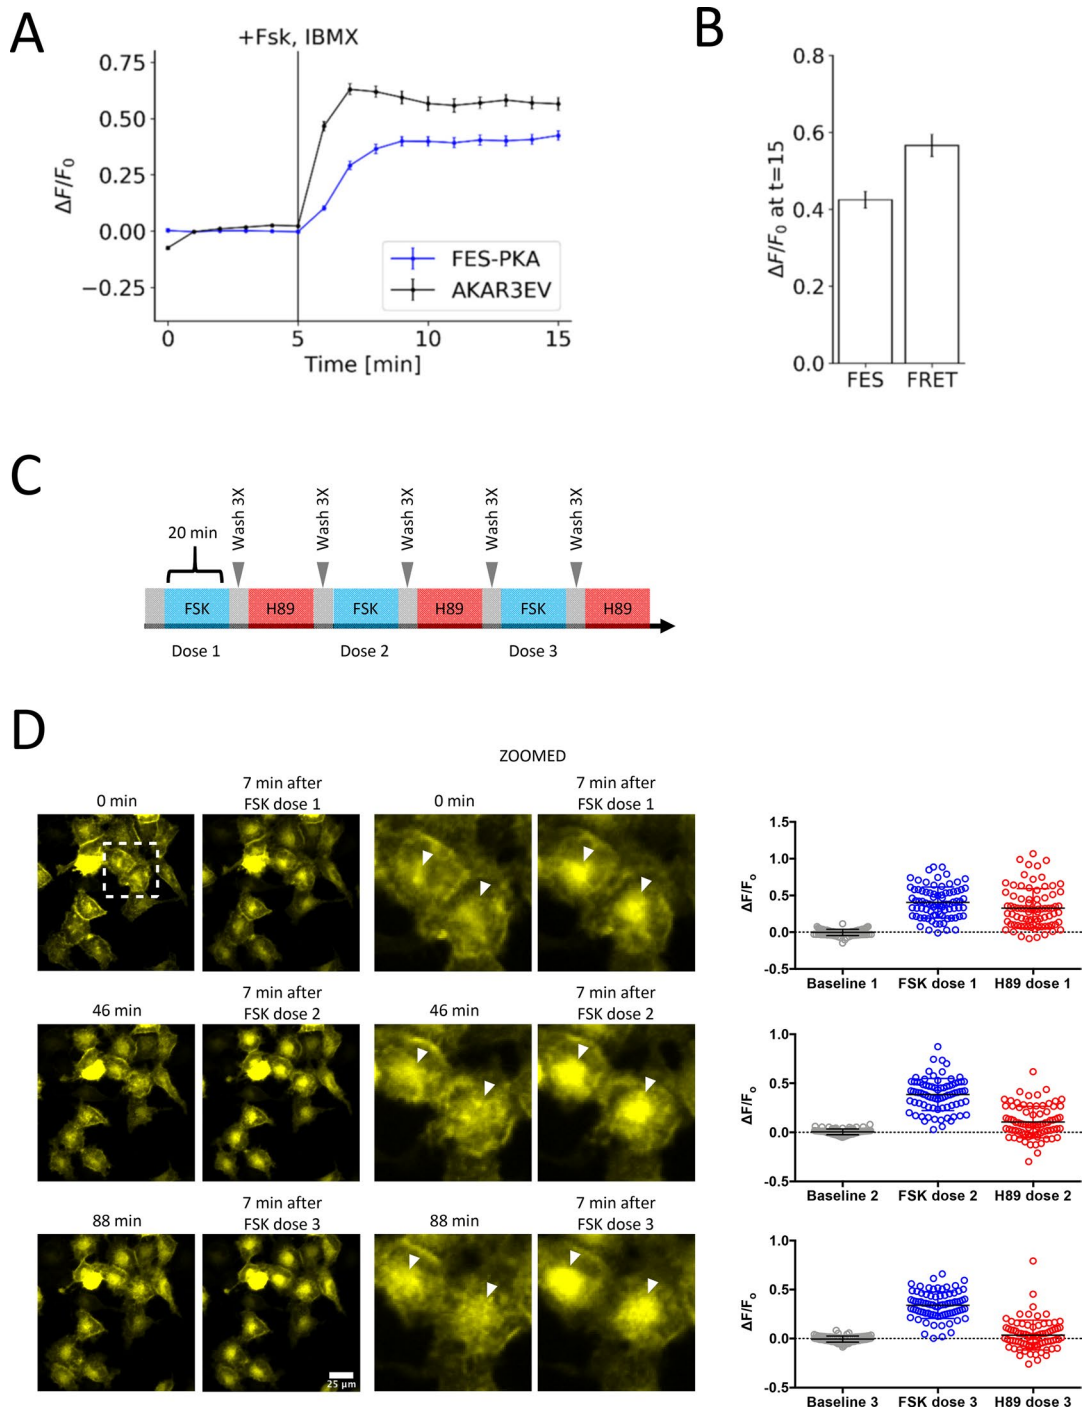 A
+Fsk, IBMX
0.75
0.50
0.25
0.00
−0.25
ΔF/F0
FES-PKA
AKAR3EV
0 5 10 15
Time [min]
B
0.8
0.6
0.4
0.2
0.0
ΔF/F0 at t=15
FES FRET
C
20 min
Wash 3X Wash 3X Wash 3X Wash 3X Wash 3X
FSK H89 FSK H89 FSK H89
Dose 1 Dose 2 Dose 3
D
ZOOMED
0 min
7 min after
FSK dose 1
0 min
7 min after
FSK dose 1
1.5
1.0
0.5
0.0
-0.5
ΔF/Fo
Baseline 1 FSK dose 1 H89 dose 1
46 min
7 min after
FSK dose 2
46 min
7 min after
FSK dose 2
1.0
0.5
0.0
-0.5
ΔF/Fo
Baseline 2 FSK dose 2 H89 dose 2
88 min
7 min after
FSK dose 3
88 min
7 min after
FSK dose 3
25 µm
1.0
0.5
0.0
-0.5
ΔF/Fo
Baseline 3 FSK dose 3 H89 dose 3